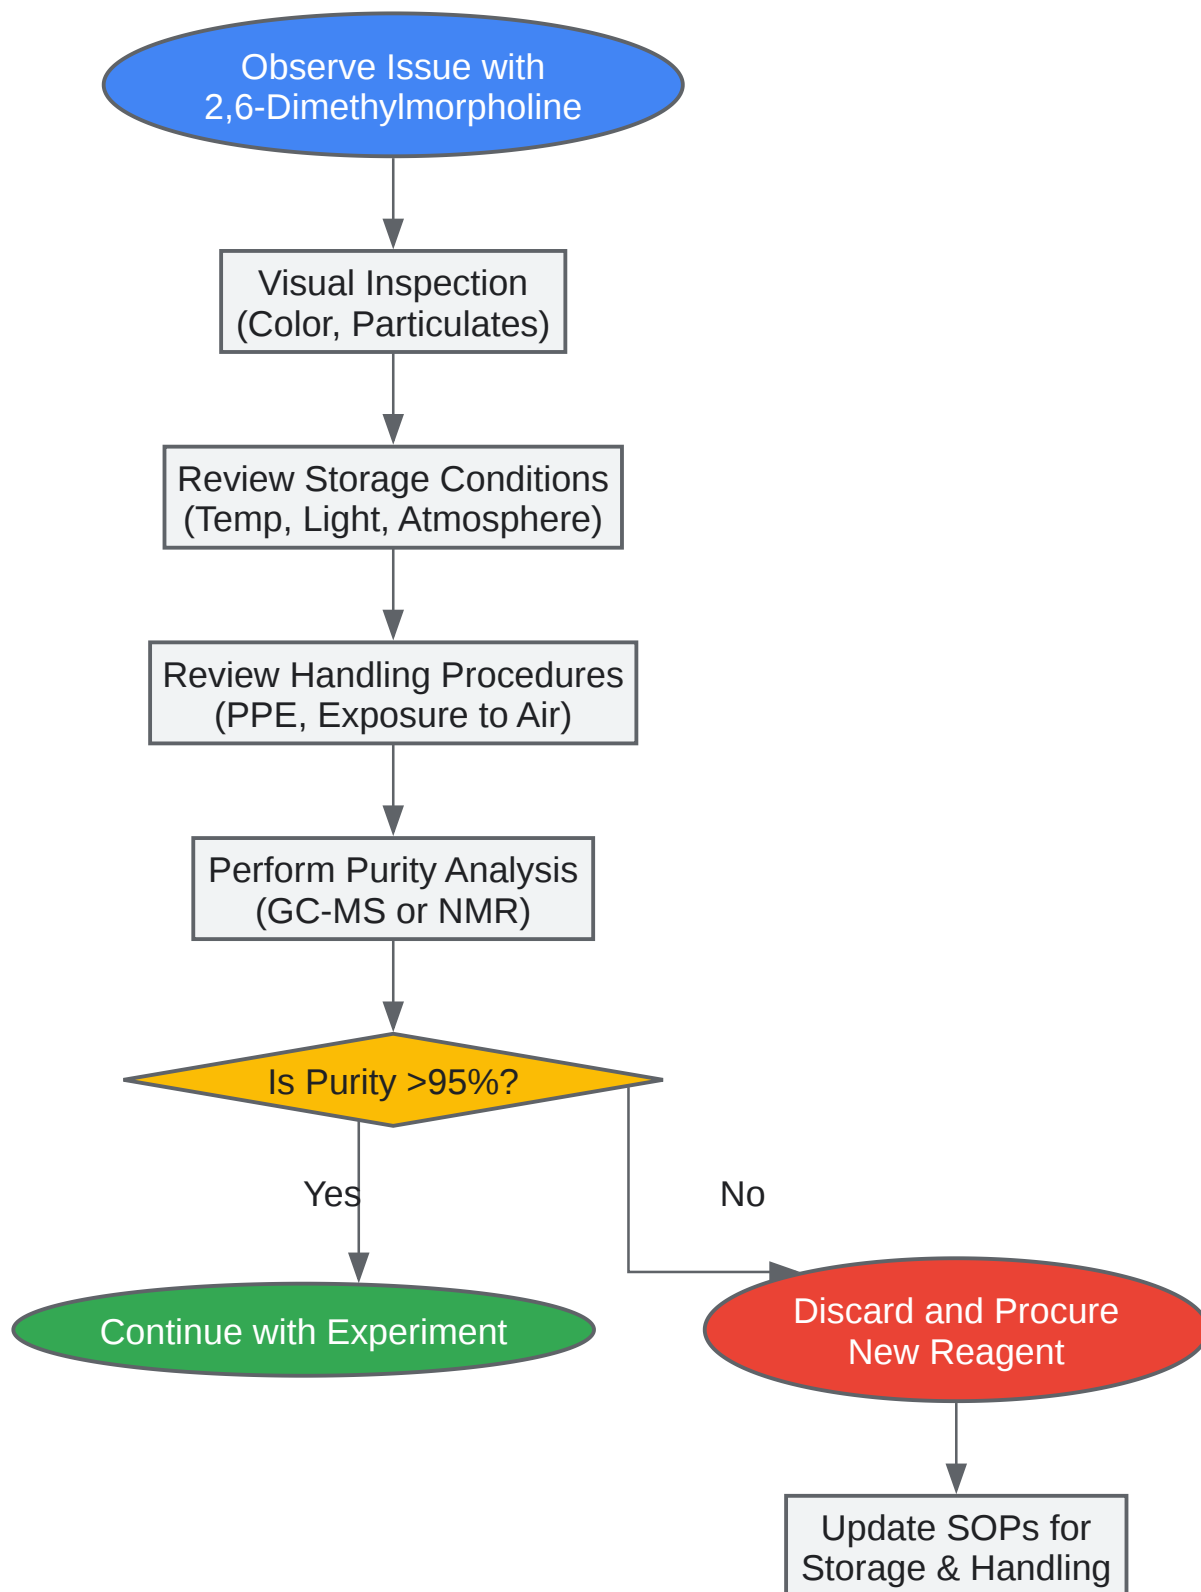 Observe Issue with
2,6-Dimethylmorpholine
Visual Inspection
(Color, Particulates)
Review Storage Conditions
(Temp, Light, Atmosphere)
Review Handling Procedures
(PPE, Exposure to Air)
Perform Purity Analysis
(GC-MS or NMR)
Is Purity >95%?
Yes
No
Continue with Experiment
Discard and Procure
New Reagent
Update SOPs for
Storage & Handling